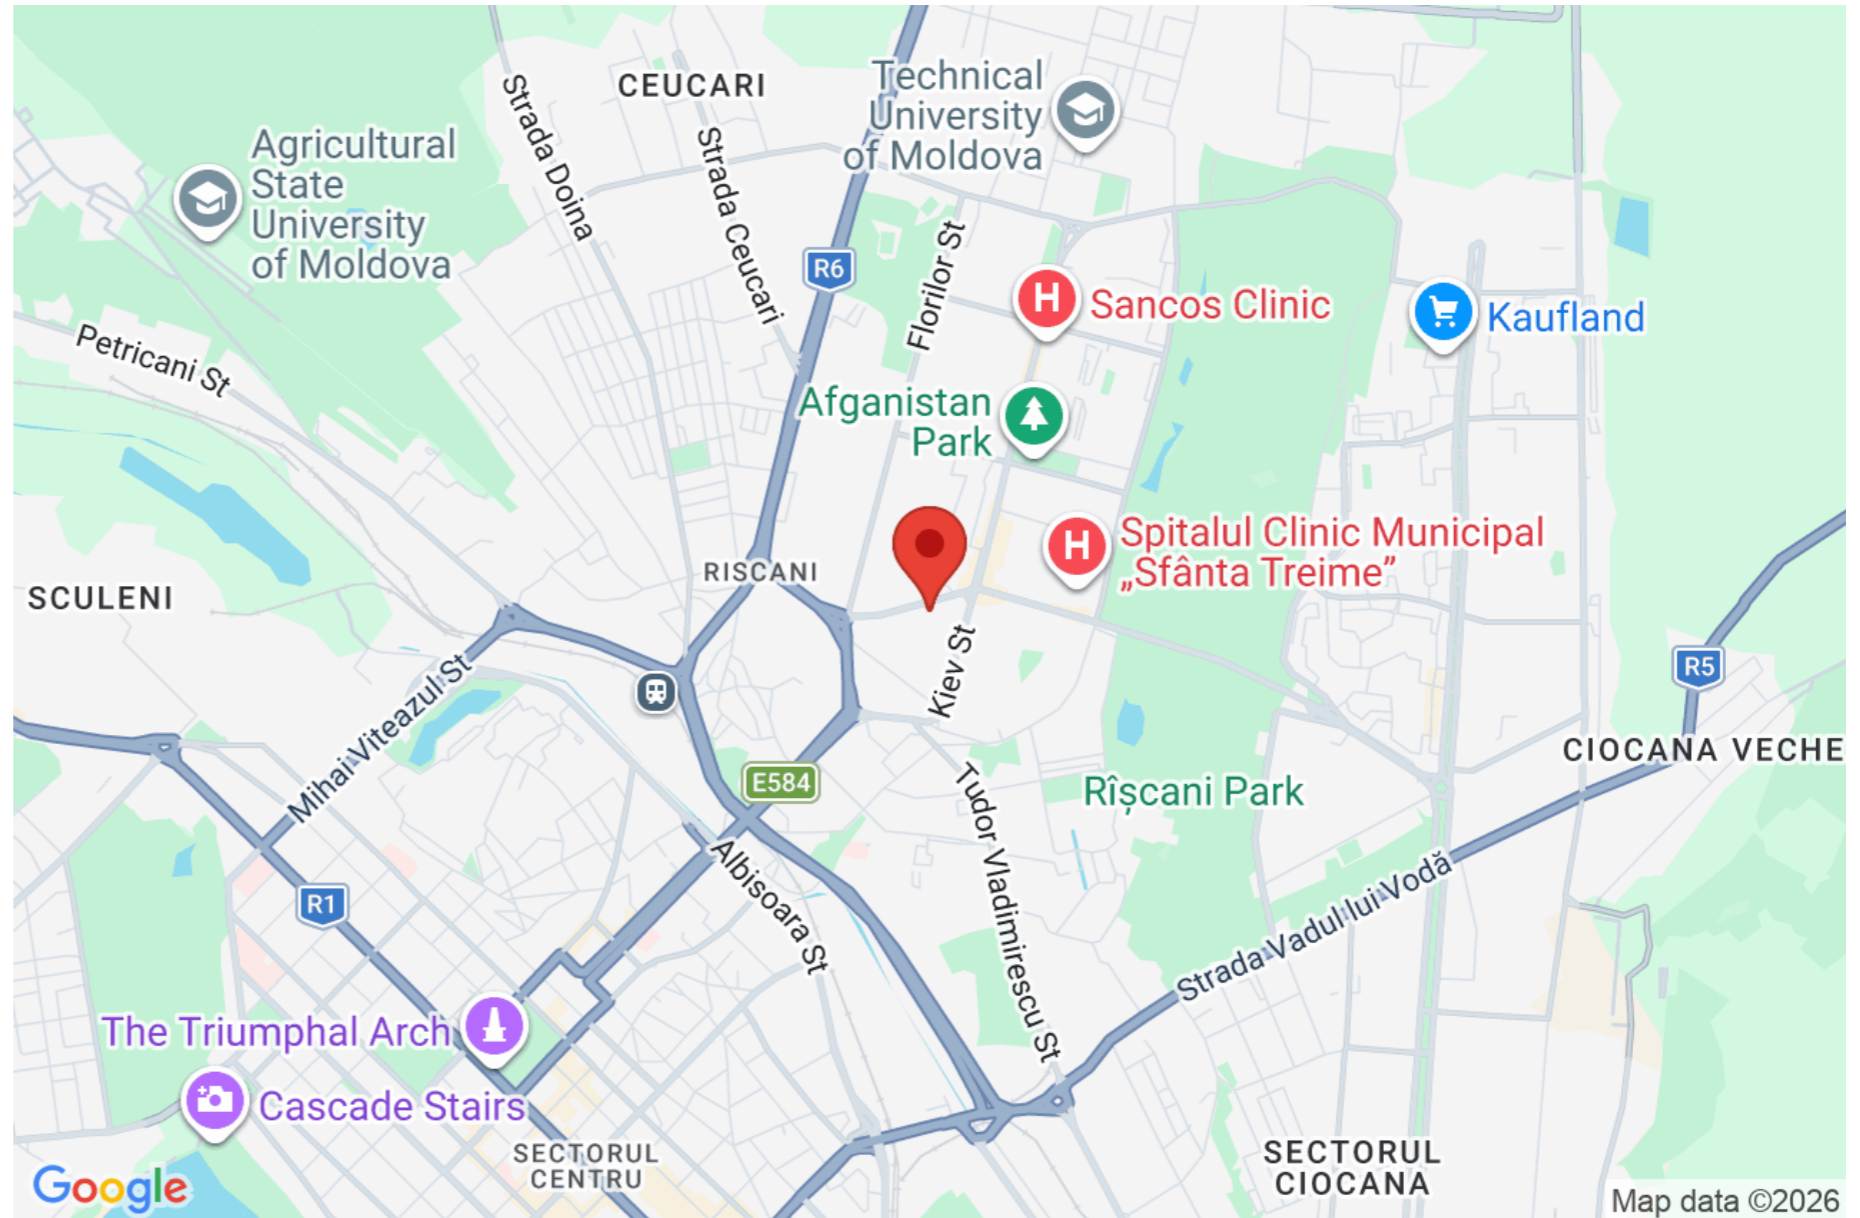 CEUCARI
Technical
University
of Moldova
Strada Doina
Strada Ceucari
Agricultural
State
University
of Moldova
R6
Florilor St
Sancos Clinic
Kaufland
Petricani St
Afganistan
Park
Spitalul Clinic Municipal
„Sfânta Treime”
RISCANI
SCULENI
Kiev St
R5
Mihai Viteazul St
CIOCANA VECHE
E584
Rîșcani Park
Tudor Vladimirescu St
Albisoara St
R1
Strada Vadul lui Vodă
The Triumphal Arch
Cascade Stairs
SECTORUL
CENTRU
SECTORUL
CIOCANA
Google
Map data ©2026